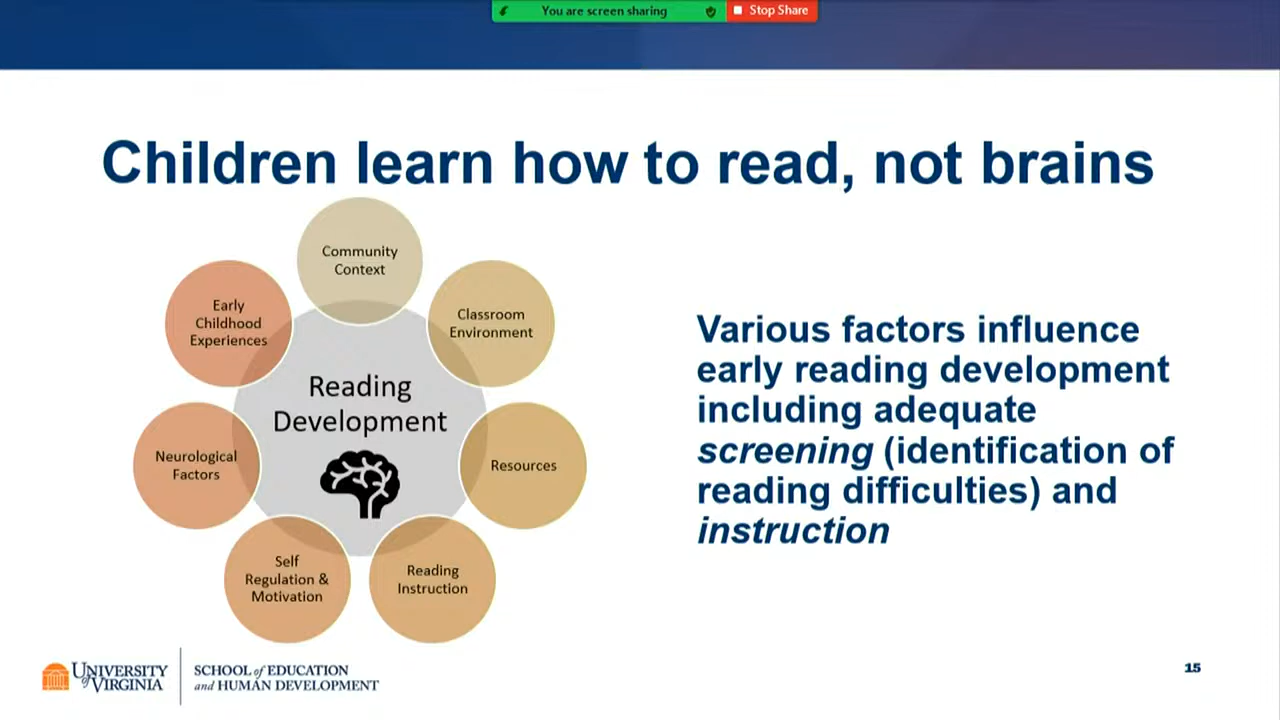 You are screen sharing
Stop Share
Children learn how to read, not brains
Community
Context
Early
Childhood
Experiences
Classroom
Environment
Reading
Development
Neurological
Factors
Resources
Self
Regulation &
Motivation
Reading
Instruction
Various factors influence
early reading development
including adequate
screening (identification of
reading difficulties) and
instruction
UNIVERSITY
of VIRGINIA
SCHOOL of EDUCATION
and HUMAN DEVELOPMENT
15